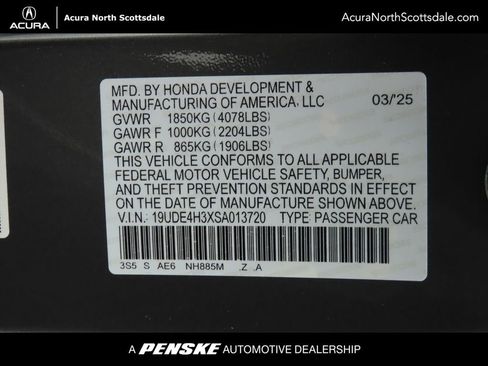 ACURA
Acura North Scottsdale
AcuraNorthScottsdale.com
MFD. BY HONDA DEVELOPMENT &
MANUFACTURING OF AMERICA, LLC 03/'25
GVWR 1850KG (4078LBS)
GAWR F 1000KG (2204LBS)
GAWR R 865KG (1906LBS)
THIS VEHICLE CONFORMS TO ALL APPLICABLE
FEDERAL MOTOR VEHICLE SAFETY, BUMPER,
AND THEFT PREVENTION STANDARDS IN EFFECT
ON THE DATE OF MANUFACTURE SHOWN ABOVE.
V.I.N.: 19UDE4H3XSA013720 TYPE: PASSENGER CAR
3S5 S AE6 NH885M .Z .A
A PENSKE AUTOMOTIVE DEALERSHIP